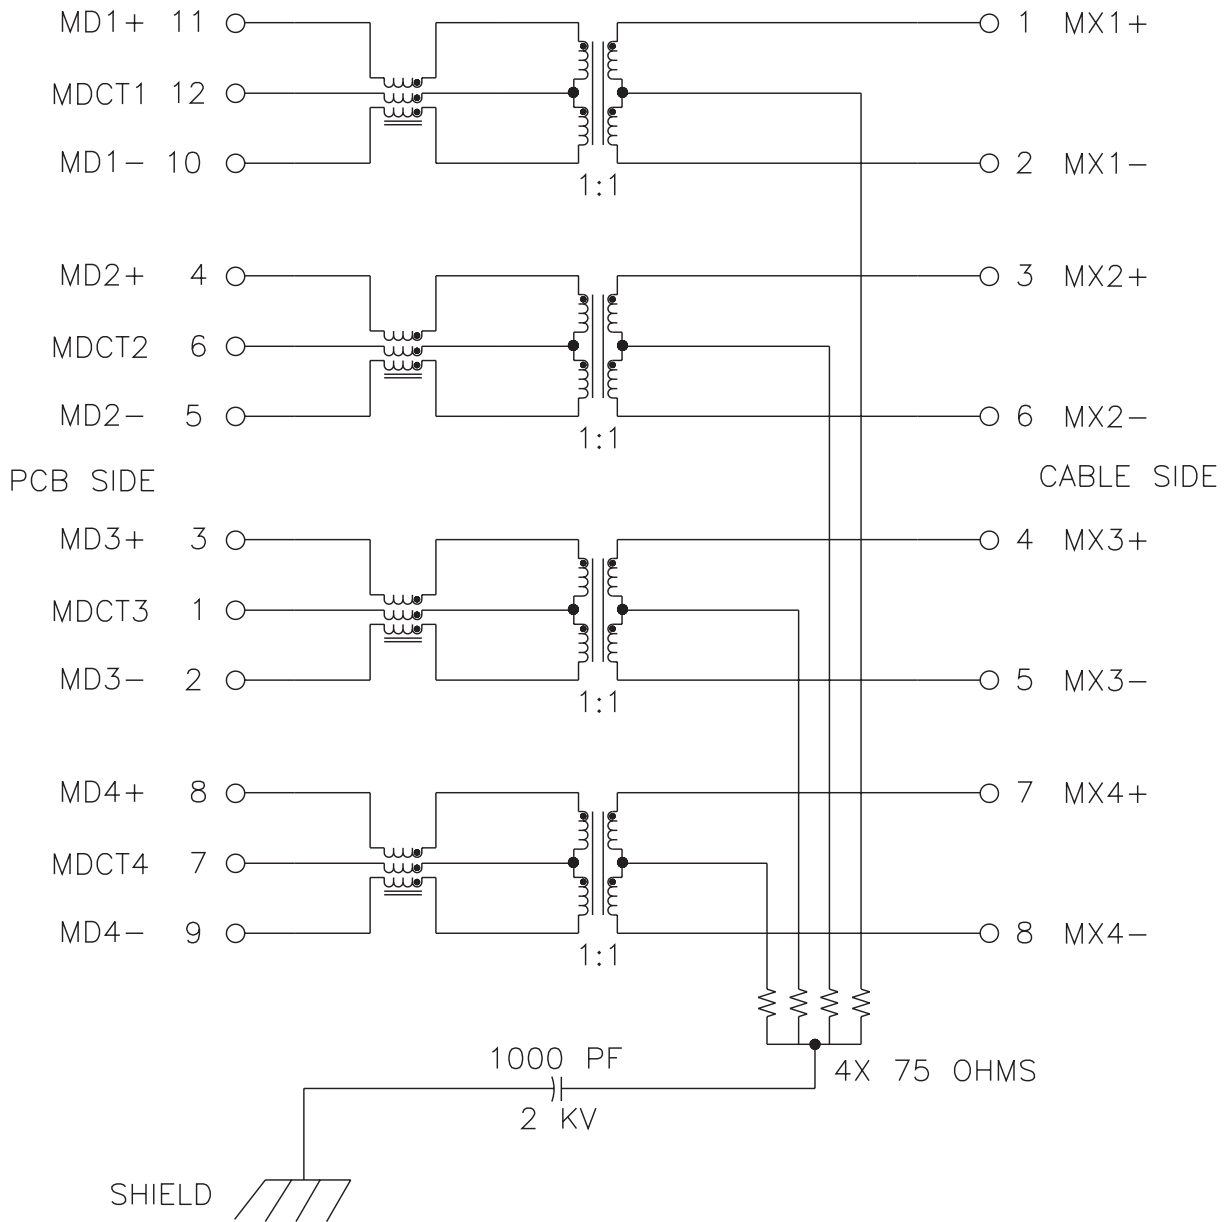 MD1+ 11 1 MX1+
MDCT1 12
MD1- 10 2 MX1-
1:1
MD2+ 4 3 MX2+
MDCT2 6
MD2- 5 6 MX2-
1:1
PCB SIDE CABLE SIDE
MD3+ 3 4 MX3+
MDCT3 1
MD3- 2 5 MX3-
1:1
MD4+ 8 7 MX4+
MDCT4 7
MD4- 9 8 MX4-
1:1
1000 PF
4X 75 OHMS
2 KV
SHIELD